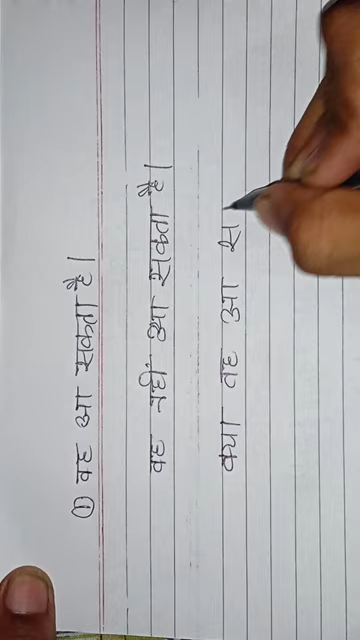 ① वह आ सकता है।
वह नहीं आ सकता है।
क्या वह आ स